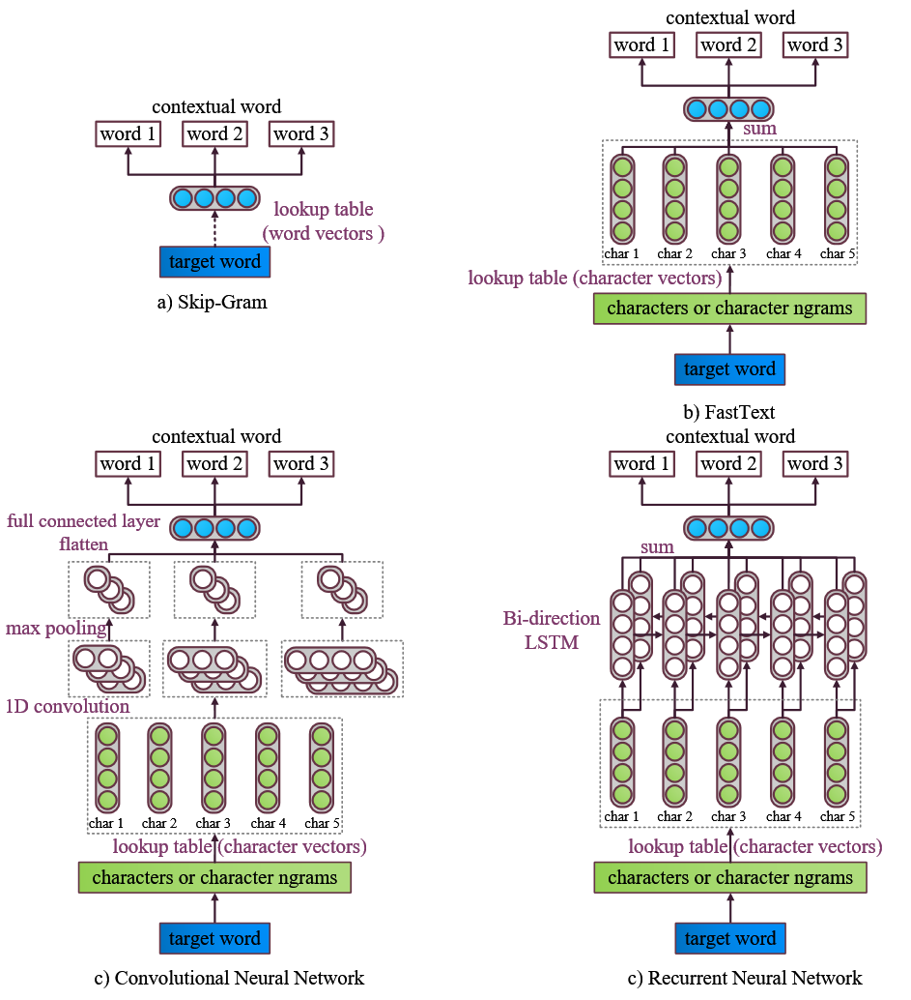 contextual word
word 1 word 2 word 3
lookup table
(word vectors )
target word
a) Skip-Gram
contextual word
word 1 word 2 word 3
sum
char 1 char 2 char 3 char 4 char 5
lookup table (character vectors)
characters or character ngrams
target word
b) FastText
contextual word
word 1 word 2 word 3
full connected layer
flatten
max pooling
1D convolution
char 1 char 2 char 3 char 4 char 5
lookup table (character vectors)
characters or character ngrams
target word
c) Convolutional Neural Network
contextual word
word 1 word 2 word 3
sum
Bi-direction
LSTM
char 1 char 2 char 3 char 4 char 5
lookup table (character vectors)
characters or character ngrams
target word
c) Recurrent Neural Network